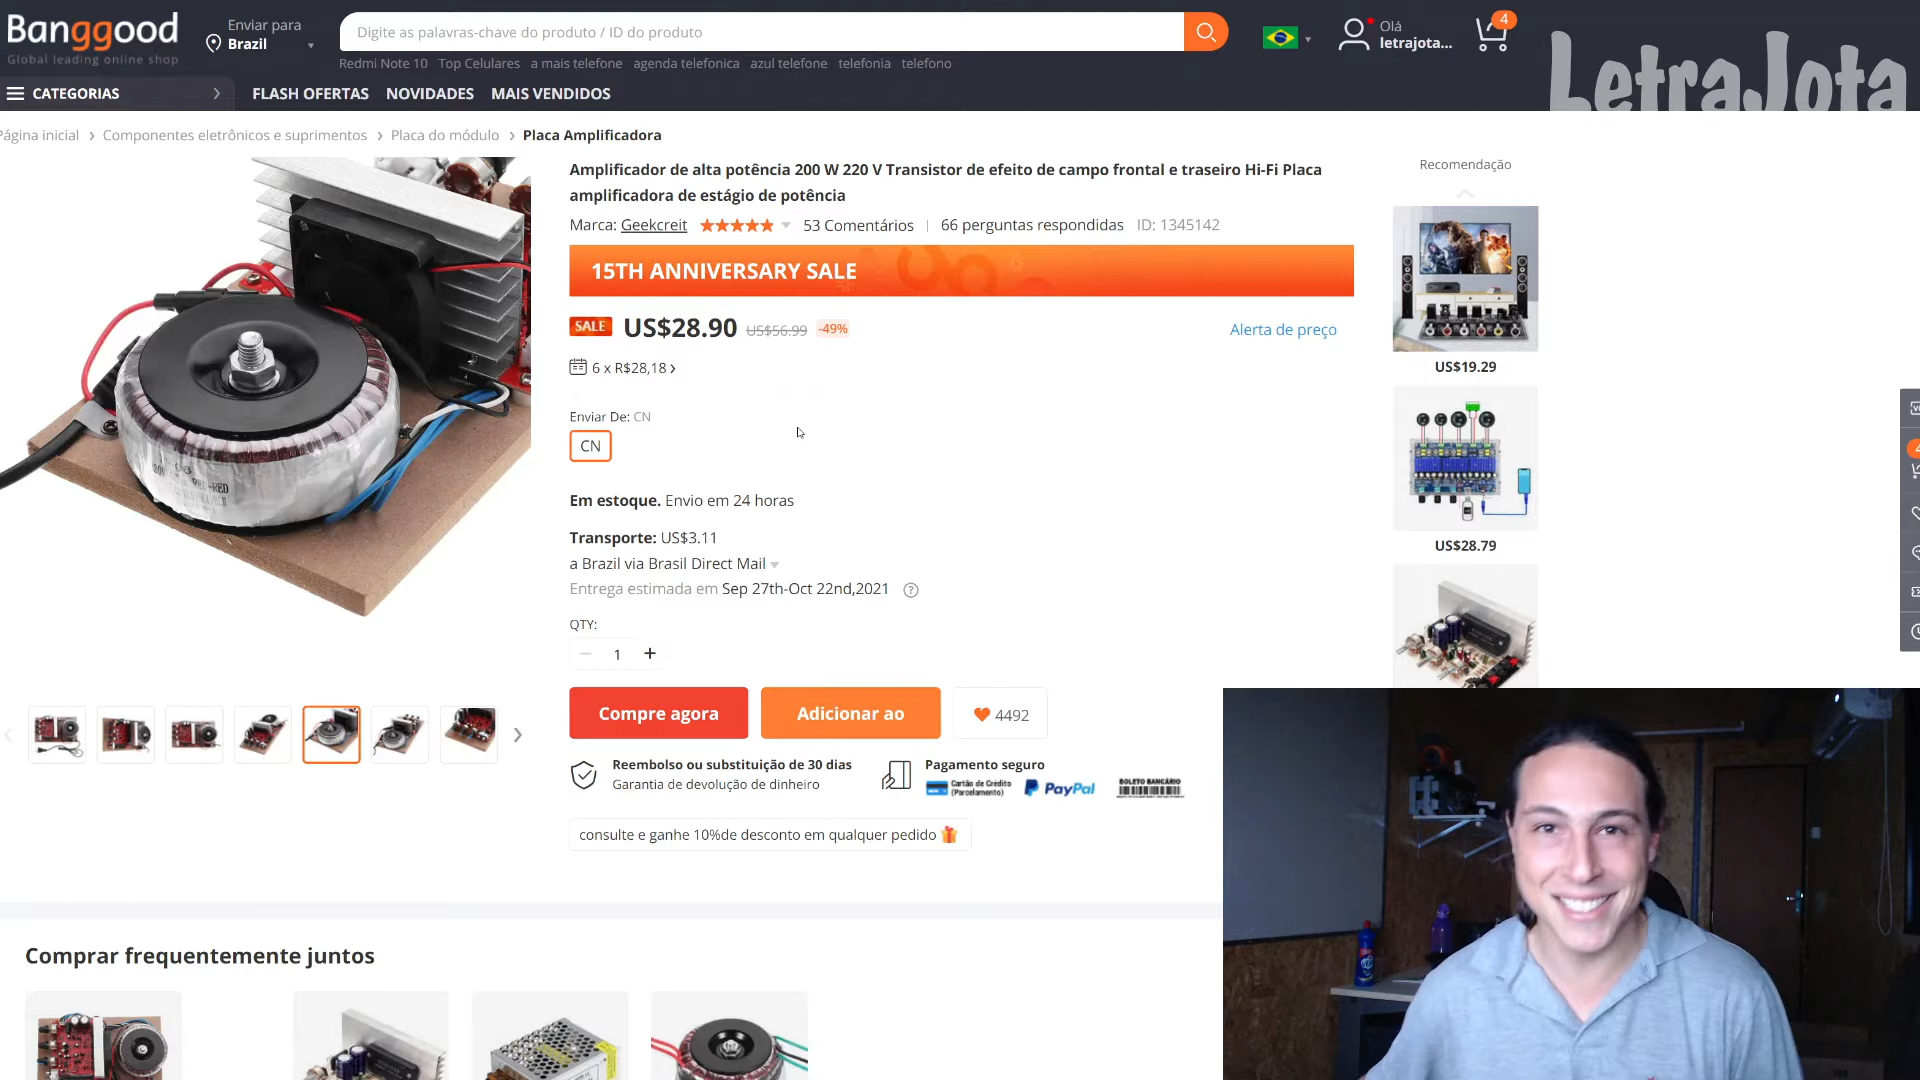 Banggood
Global leading online shop
Enviar para
Brazil
Digite as palavras-chave do produto / ID do produto
Redmi Note 10 Top Celulares a mais telefone agenda telefonica azul telefone telefonia telefono
Olá
letrajota...
4
LetraJota
CATEGORIAS
FLASH OFERTAS NOVIDADES MAIS VENDIDOS
Página inicial > Componentes eletrônicos e suprimentos > Placa do módulo > Placa Amplificadora
Amplificador de alta potência 200 W 220 V Transistor de efeito de campo frontal e traseiro Hi-Fi Placa
amplificadora de estágio de potência
Marca: Geekcreit 53 Comentários | 66 perguntas respondidas ID: 1345142
15TH ANNIVERSARY SALE
SALE US$28.90 US$56.99 -49%
Alerta de preço
6 x R$28,18 >
Enviar De: CN
CN
Em estoque. Envio em 24 horas
Transporte: US$3.11
a Brazil via Brasil Direct Mail
Entrega estimada em Sep 27th-Oct 22nd,2021 ?
QTY:
− 1 +
Compre agora
Adicionar ao
4492
Reembolso ou substituição de 30 dias
Garantia de devolução de dinheiro
Pagamento seguro
Cartão de Crédito
(Parcelamento)
PayPal
BOLETO BANCÁRIO
consulte e ganhe 10%de desconto em qualquer pedido
Recomendação
US$19.29
US$28.79
Comprar frequentemente juntos